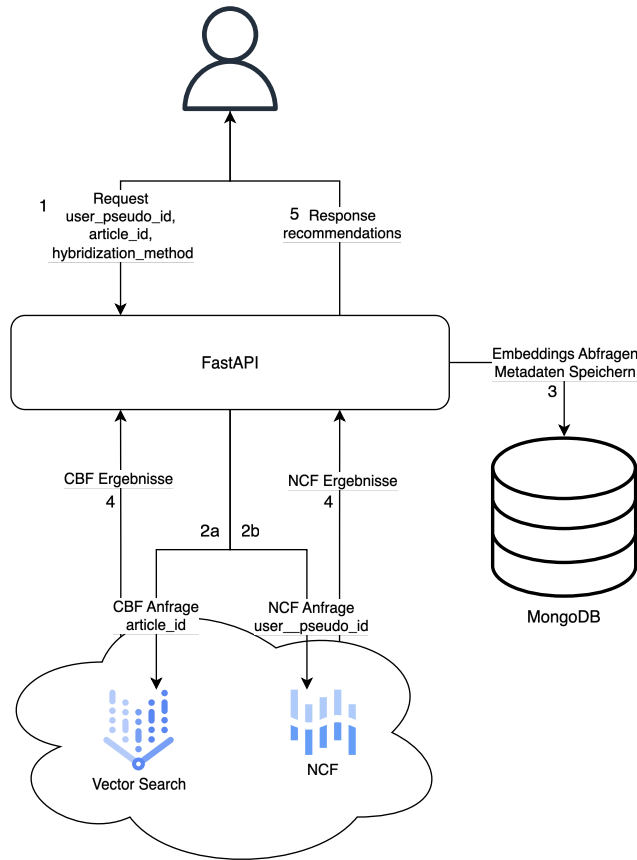 1
Request
user_pseudo_id,
article_id,
hybridization_method
5 Response
recommendations
FastAPI
Embeddings Abfragen
Metadaten Speichern
3
CBF Ergebnisse
4
NCF Ergebnisse
4
2a
2b
CBF Anfrage
article_id
NCF Anfrage
user__pseudo_id
MongoDB
Vector Search
NCF